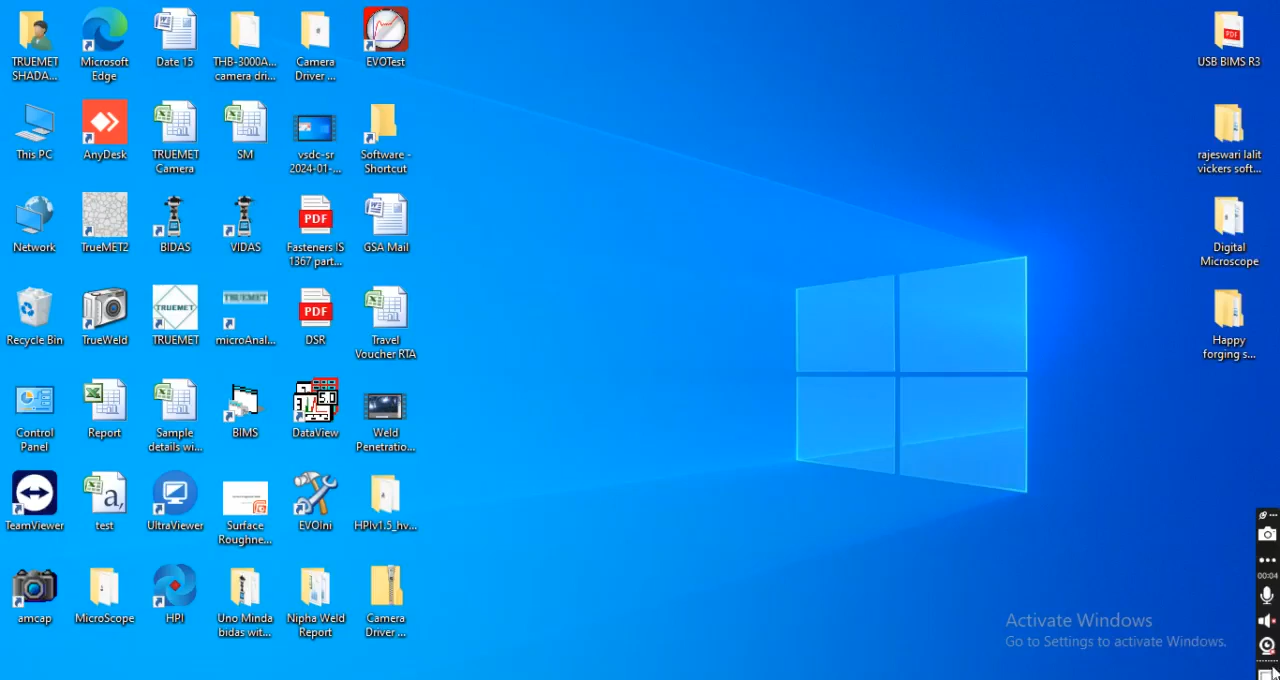 TRUEMET
SHADA...
Microsoft
Edge
Date 15
THB-3000A...
camera dri...
Camera
Driver ...
EVOTest
USB BIMS R3
This PC
AnyDesk
TRUEMET
Camera
SM
vsdc-sr
2024-01-...
Software -
Shortcut
rajeswari lalit
vickers soft...
Network
TrueMET2
BIDAS
VIDAS
PDF
Fasteners IS
1367 part...
GSA Mail
Digital
Microscope
Recycle Bin
TrueWeld
TRUEMET
TRUEMET
TRUEMET
microAnal...
PDF
DSR
Travel
Voucher RTA
Happy
forging s...
Control
Panel
Report
Sample
details wi...
BIMS
DataView
Weld
Penetratio...
TeamViewer
a,
test
UltraViewer
Surface
Roughne...
EVOIni
HPIv1.5_hv...
amcap
MicroScope
HPI
Uno Minda
bidas wit...
Nipha Weld
Report
Camera
Driver ...
00:04
Activate Windows
Go to Settings to activate Windows.